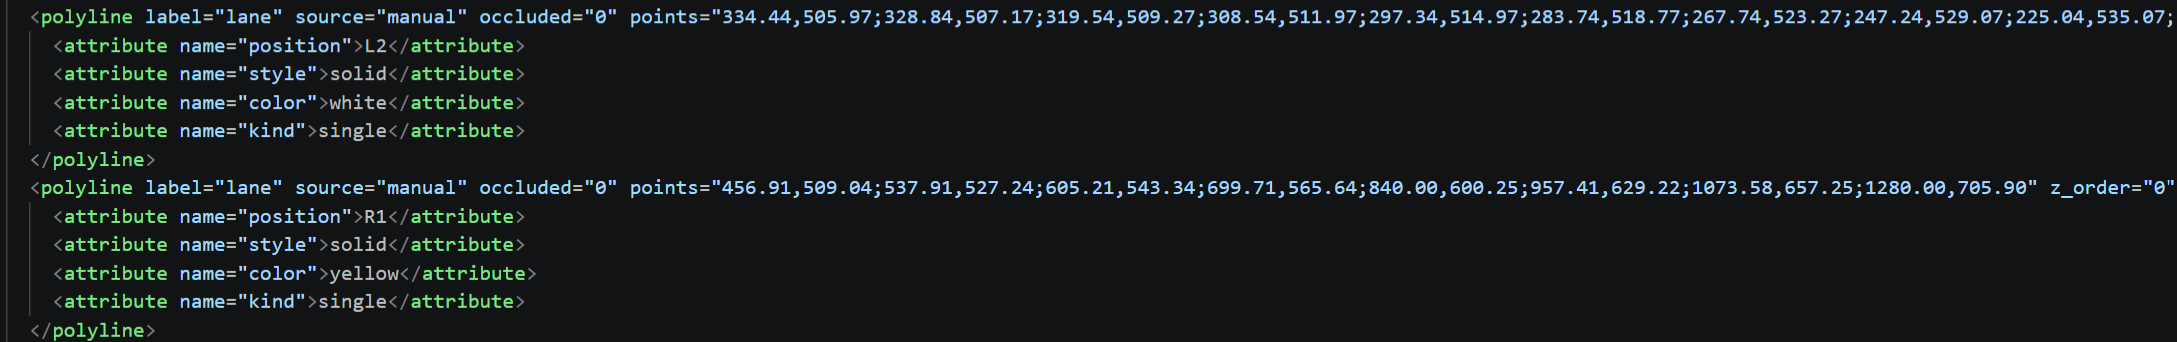 <polyline label="lane" source="manual" occluded="0" points="334.44,505.97;328.84,507.17;319.54,509.27;308.54,511.97;297.34,514.97;283.74,518.77;267.74,523.27;247.24,529.07;225.04,535.07;
<attribute name="position">L2</attribute>
<attribute name="style">solid</attribute>
<attribute name="color">white</attribute>
<attribute name="kind">single</attribute>
</polyline>
<polyline label="lane" source="manual" occluded="0" points="456.91,509.04;537.91,527.24;605.21,543.34;699.71,565.64;840.00,600.25;957.41,629.22;1073.58,657.25;1280.00,705.90" z_order="0"
<attribute name="position">R1</attribute>
<attribute name="style">solid</attribute>
<attribute name="color">yellow</attribute>
<attribute name="kind">single</attribute>
</polyline>